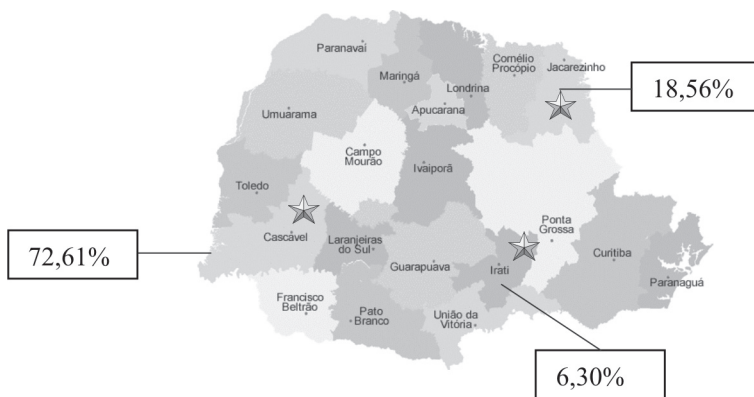 Paranavaí
Maringá
Cornélio
Procópio
Jacarezinho
Londrina
Apucarana
18,56%
Umuarama
Campo
Mourão
Ivaiporã
Toledo
Cascavel
Laranjeiras
do Sul
Guarapuava
Irati
Ponta
Grossa
Curitiba
Paranaguá
72,61%
Francisco
Beltrão
Pato
Branco
União da
Vitória
6,30%